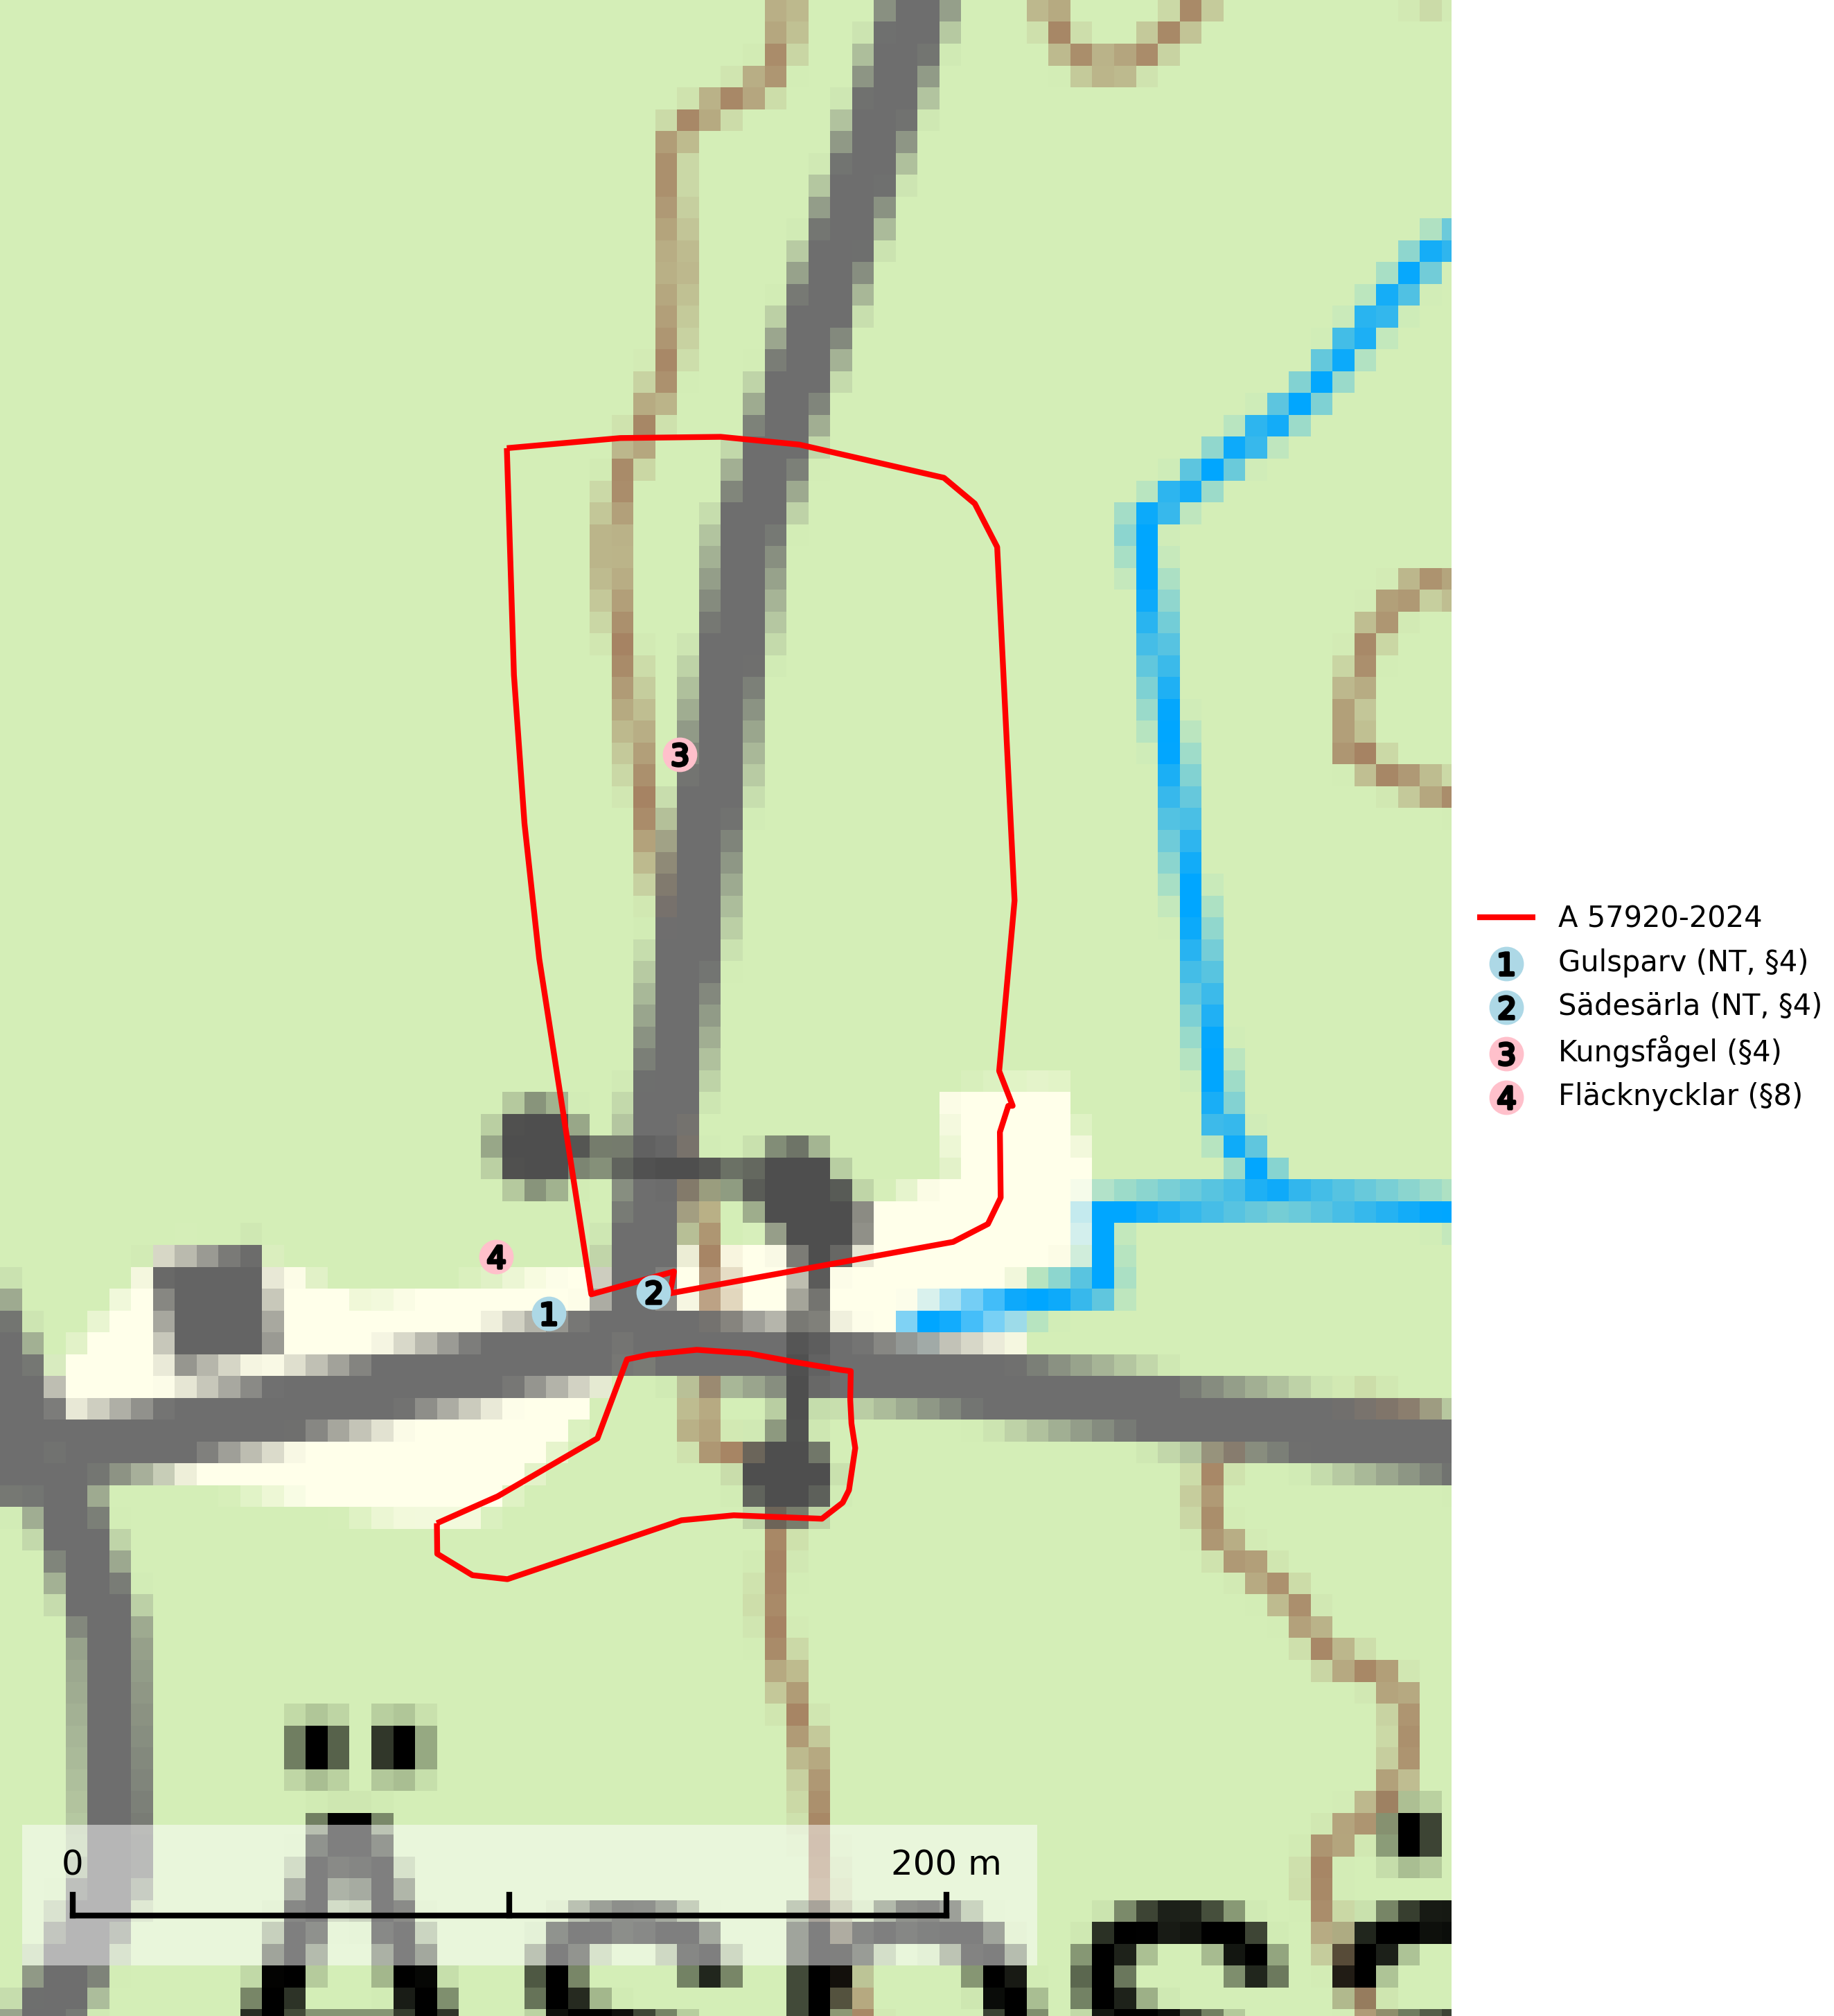 3
4
2
1
0 200 m
A 57920-2024
1 Gulsparv (NT, §4)
2 Sädesärla (NT, §4)
3 Kungsfågel (§4)
4 Fläcknycklar (§8)